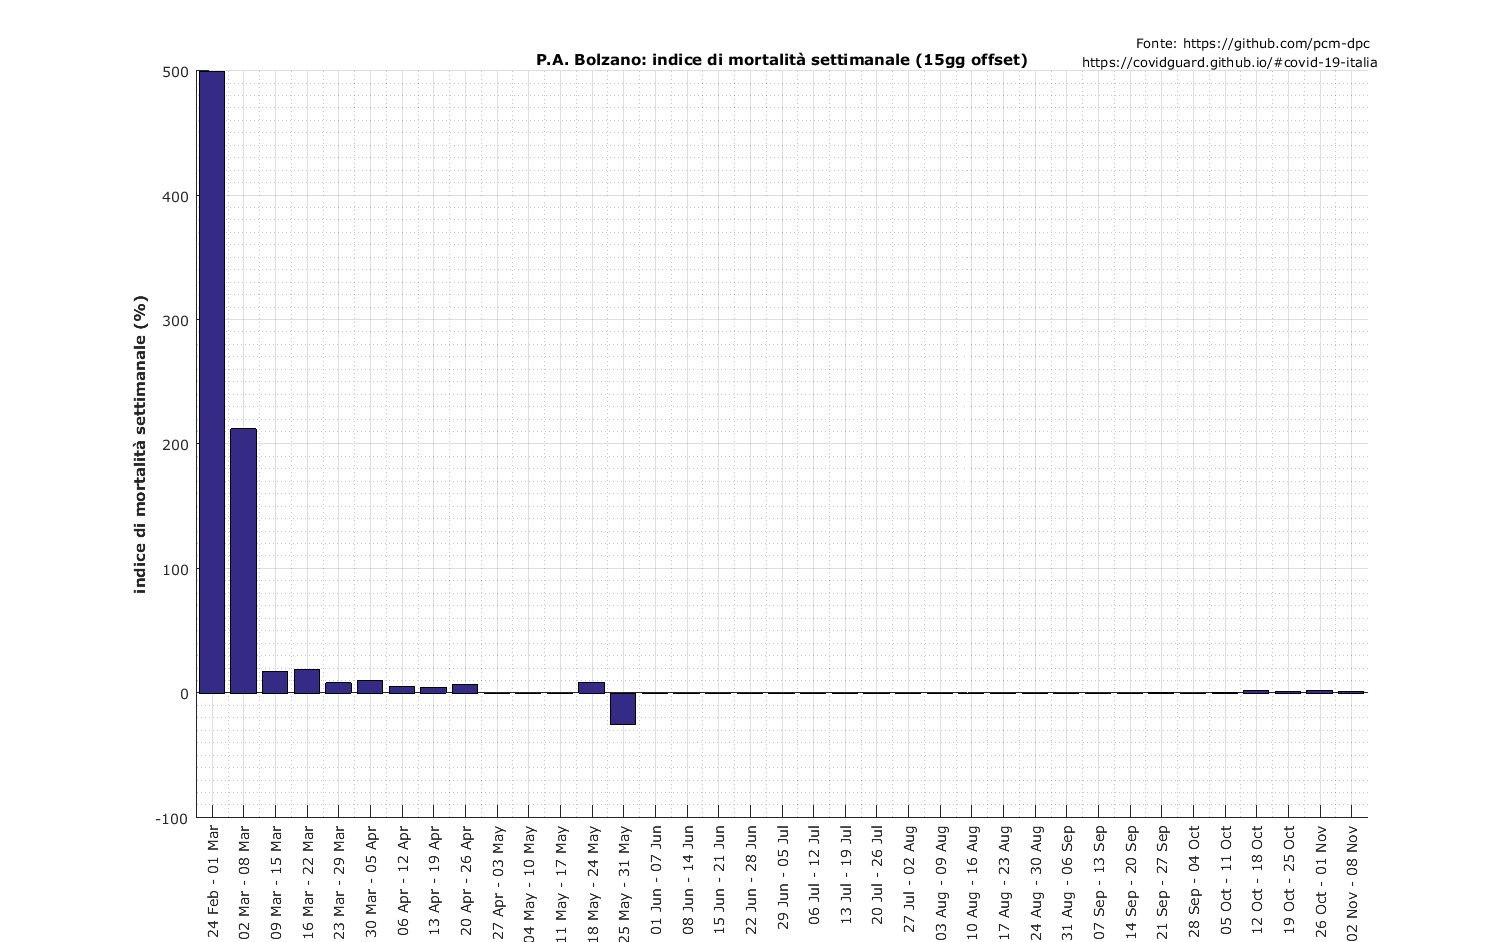 Fonte: https://github.com/pcm-dpc
P.A. Bolzano: indice di mortalità settimanale (15gg offset)
https://covidguard.github.io/#covid-19-italia
indice di mortalità settimanale (%)
500
400
300
200
100
0
-100
24 Feb - 01 Mar
02 Mar - 08 Mar
09 Mar - 15 Mar
16 Mar - 22 Mar
23 Mar - 29 Mar
30 Mar - 05 Apr
06 Apr - 12 Apr
13 Apr - 19 Apr
20 Apr - 26 Apr
27 Apr - 03 May
04 May - 10 May
11 May - 17 May
18 May - 24 May
25 May - 31 May
01 Jun - 07 Jun
08 Jun - 14 Jun
15 Jun - 21 Jun
22 Jun - 28 Jun
29 Jun - 05 Jul
06 Jul - 12 Jul
13 Jul - 19 Jul
20 Jul - 26 Jul
27 Jul - 02 Aug
03 Aug - 09 Aug
10 Aug - 16 Aug
17 Aug - 23 Aug
24 Aug - 30 Aug
31 Aug - 06 Sep
07 Sep - 13 Sep
14 Sep - 20 Sep
21 Sep - 27 Sep
28 Sep - 04 Oct
05 Oct - 11 Oct
12 Oct - 18 Oct
19 Oct - 25 Oct
26 Oct - 01 Nov
02 Nov - 08 Nov